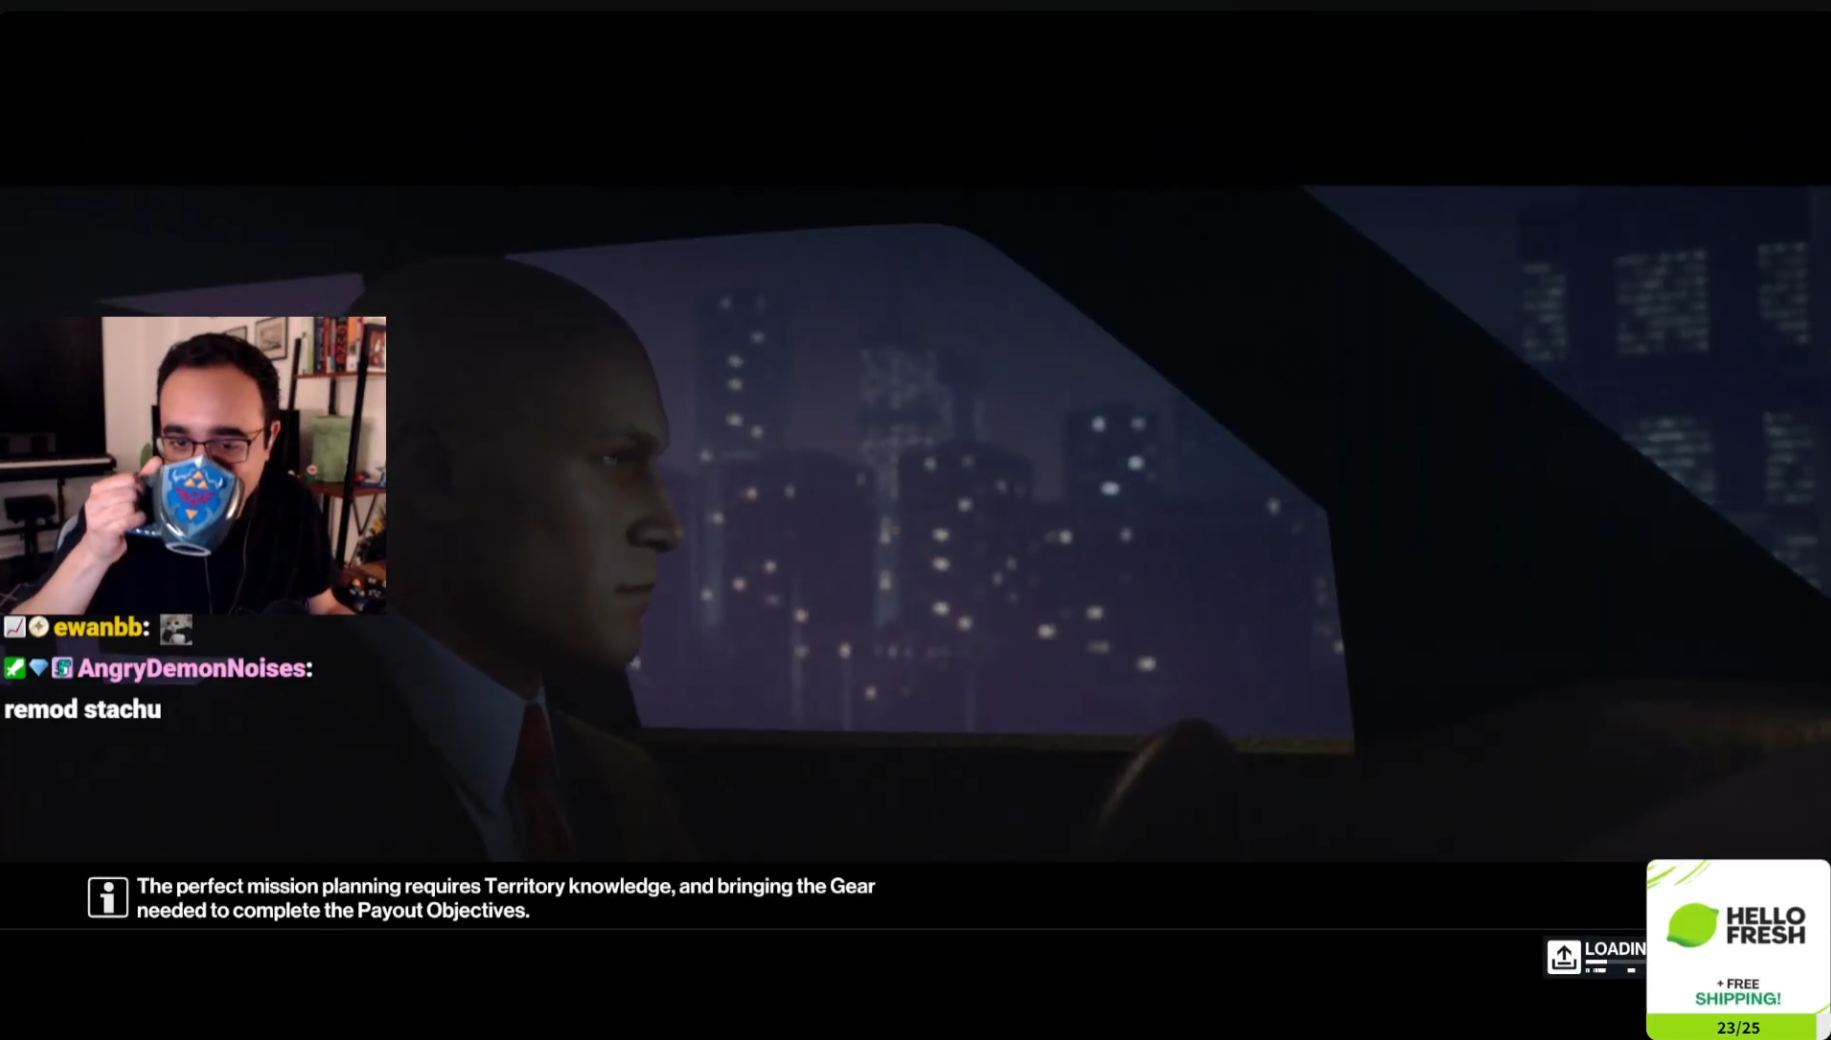 ewanbb:
AngryDemonNoises:
remod stachu
The perfect mission planning requires Territory knowledge, and bringing the Gear
needed to complete the Payout Objectives.
LOADIN
HELLO
FRESH
+ FREE
SHIPPING!
23/25